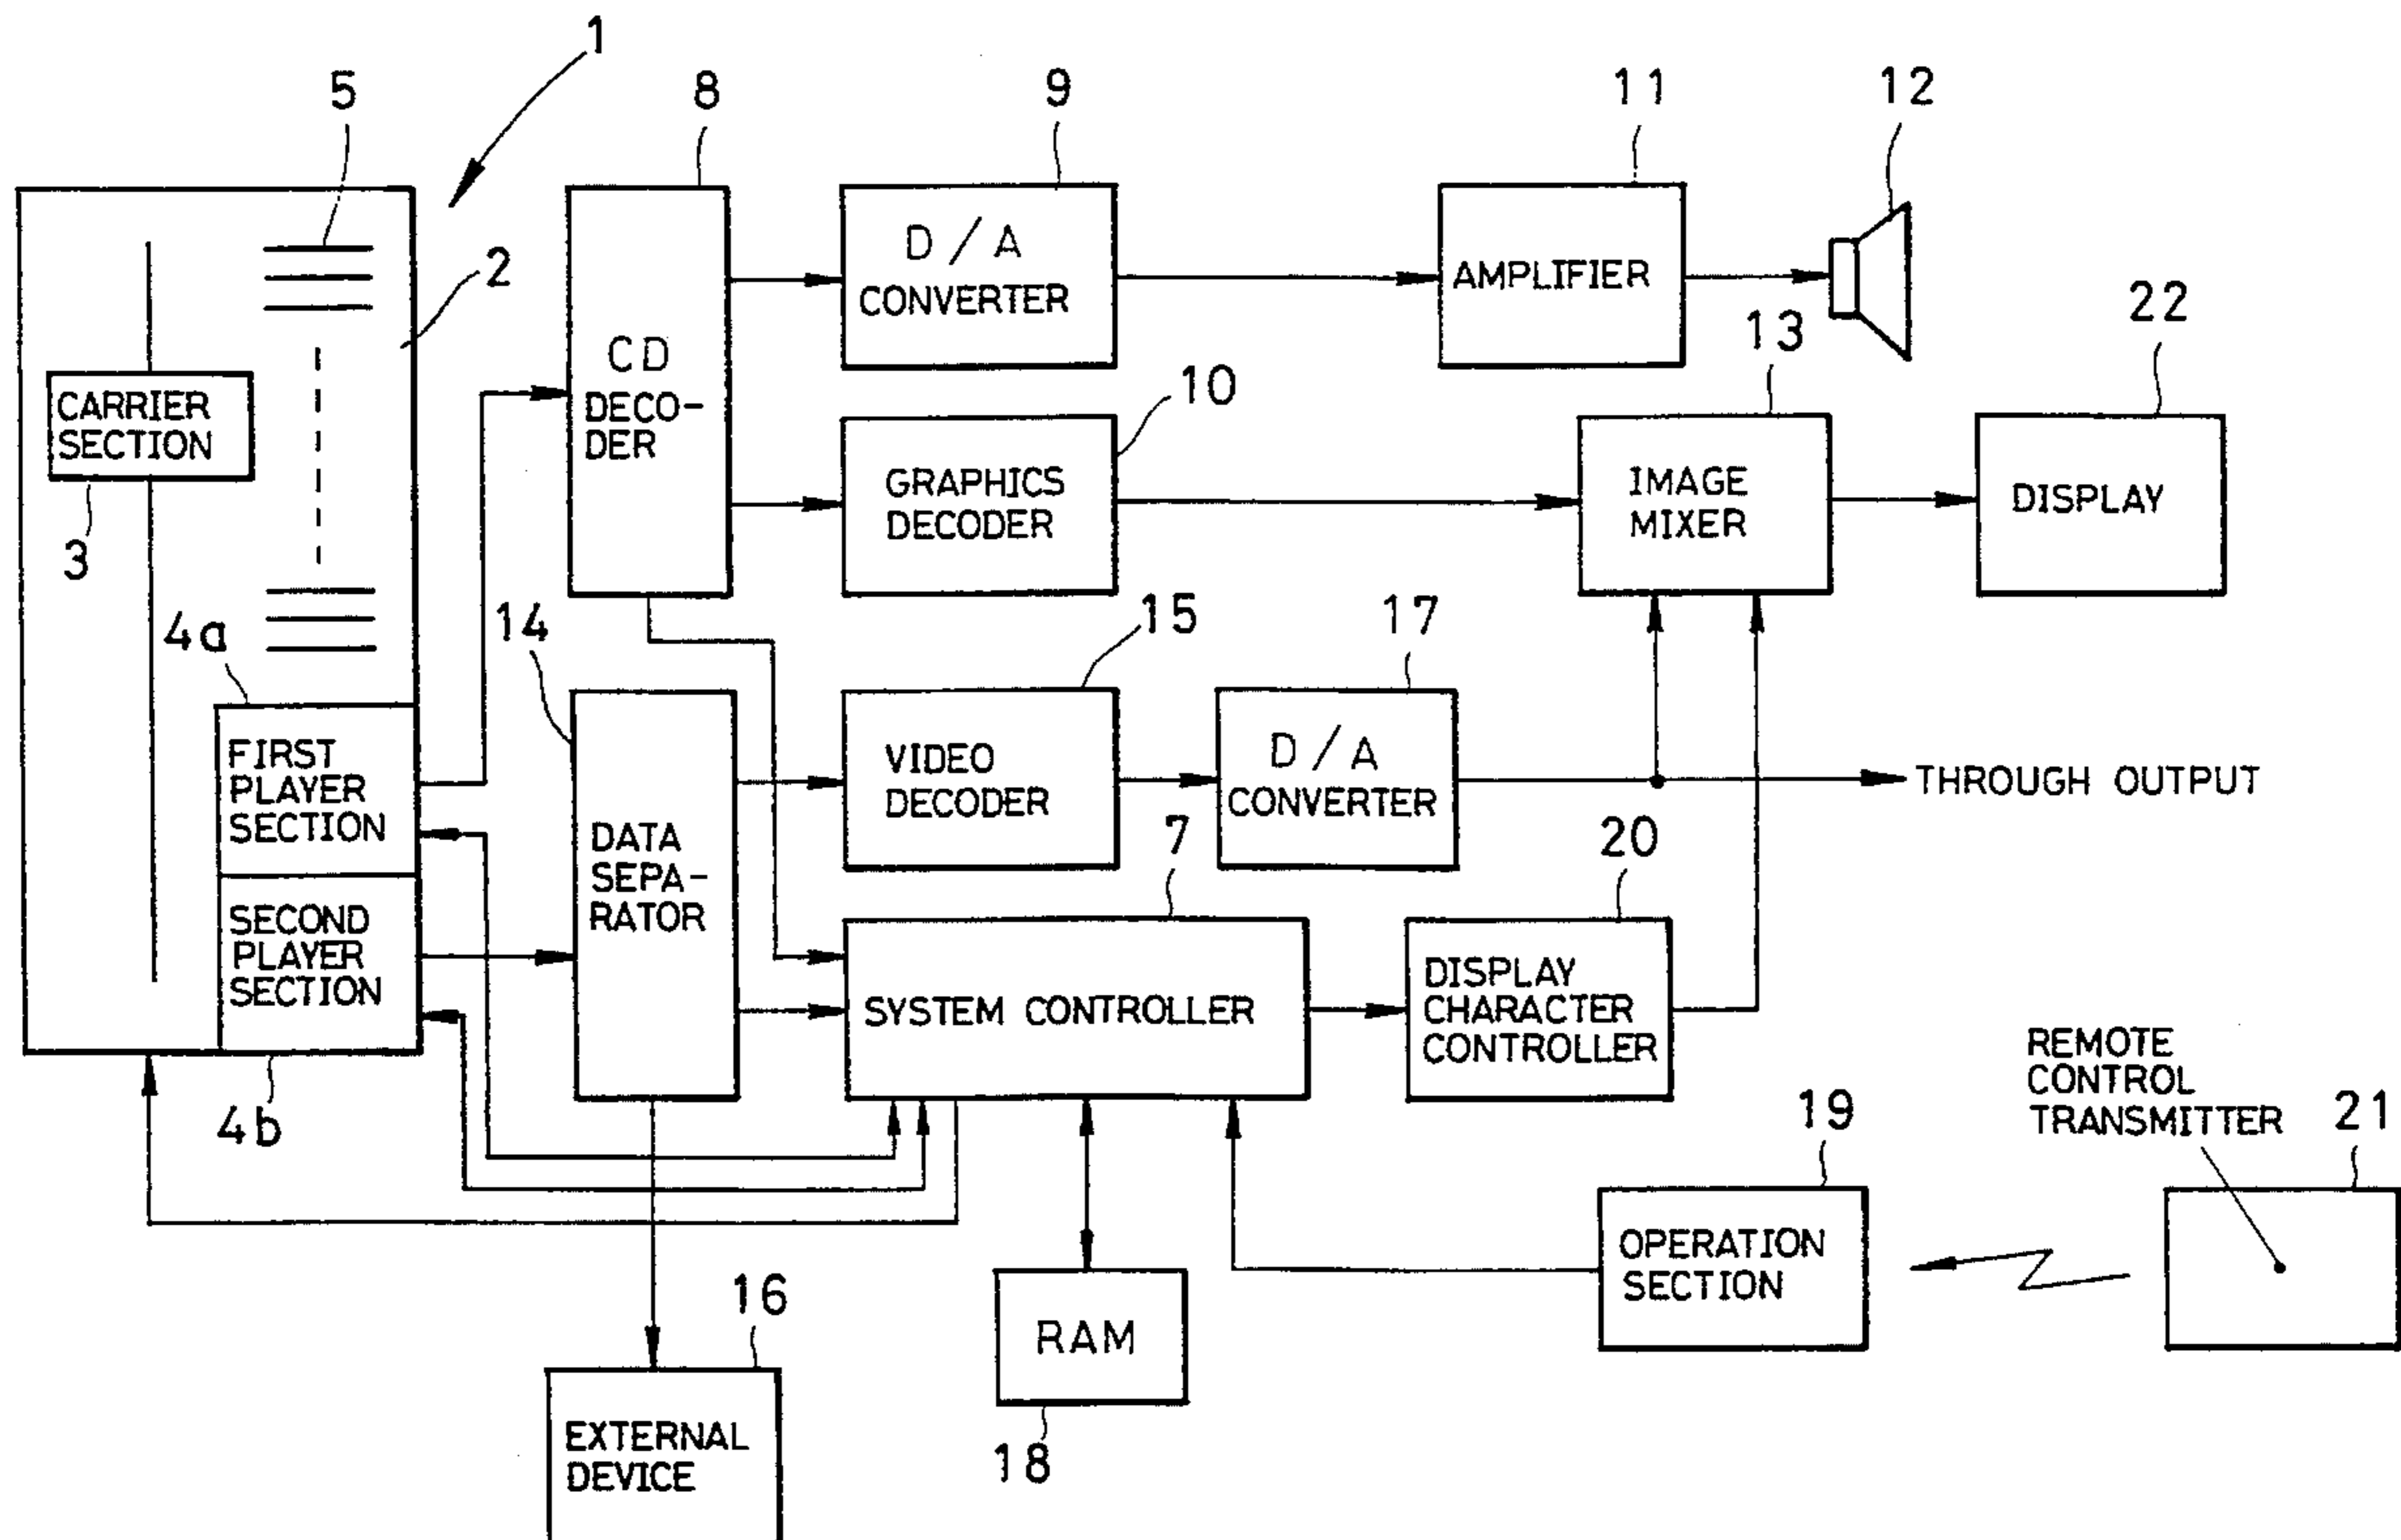 1
5
8
9
11
12
2
D/A
CONVERTER
AMPLIFIER
13
22
CD
DECO-
DER
CARRIER
SECTION
3
10
GRAPHICS
DECODER
IMAGE
MIXER
DISPLAY
4a
14
15
17
FIRST
PLAYER
SECTION
VIDEO
DECODER
D/A
CONVERTER
THROUGH OUTPUT
DATA
SEPA-
RATOR
7
20
SECOND
PLAYER
SECTION
SYSTEM CONTROLLER
DISPLAY
CHARACTER
CONTROLLER
4b
REMOTE
CONTROL
TRANSMITTER
19
21
OPERATION
SECTION
16
RAM
18
EXTERNAL
DEVICE